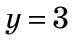 y = 3